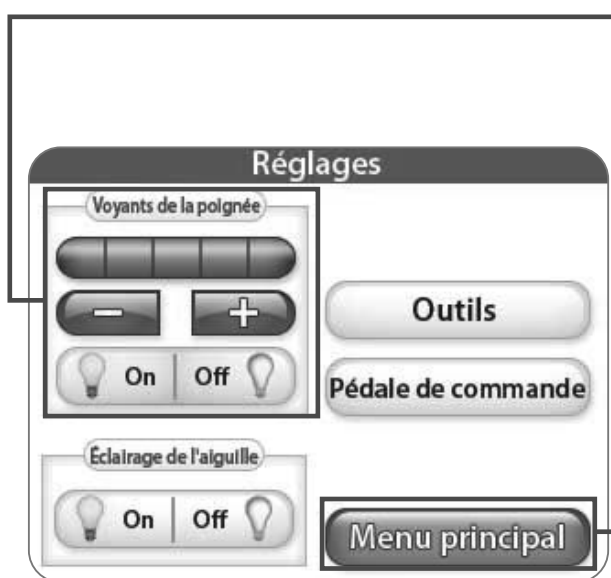 Réglages
Voyants de la poignée
− +
On Off
Outils
Pédale de commande
Éclairage de l'aiguille
On Off
Menu principal